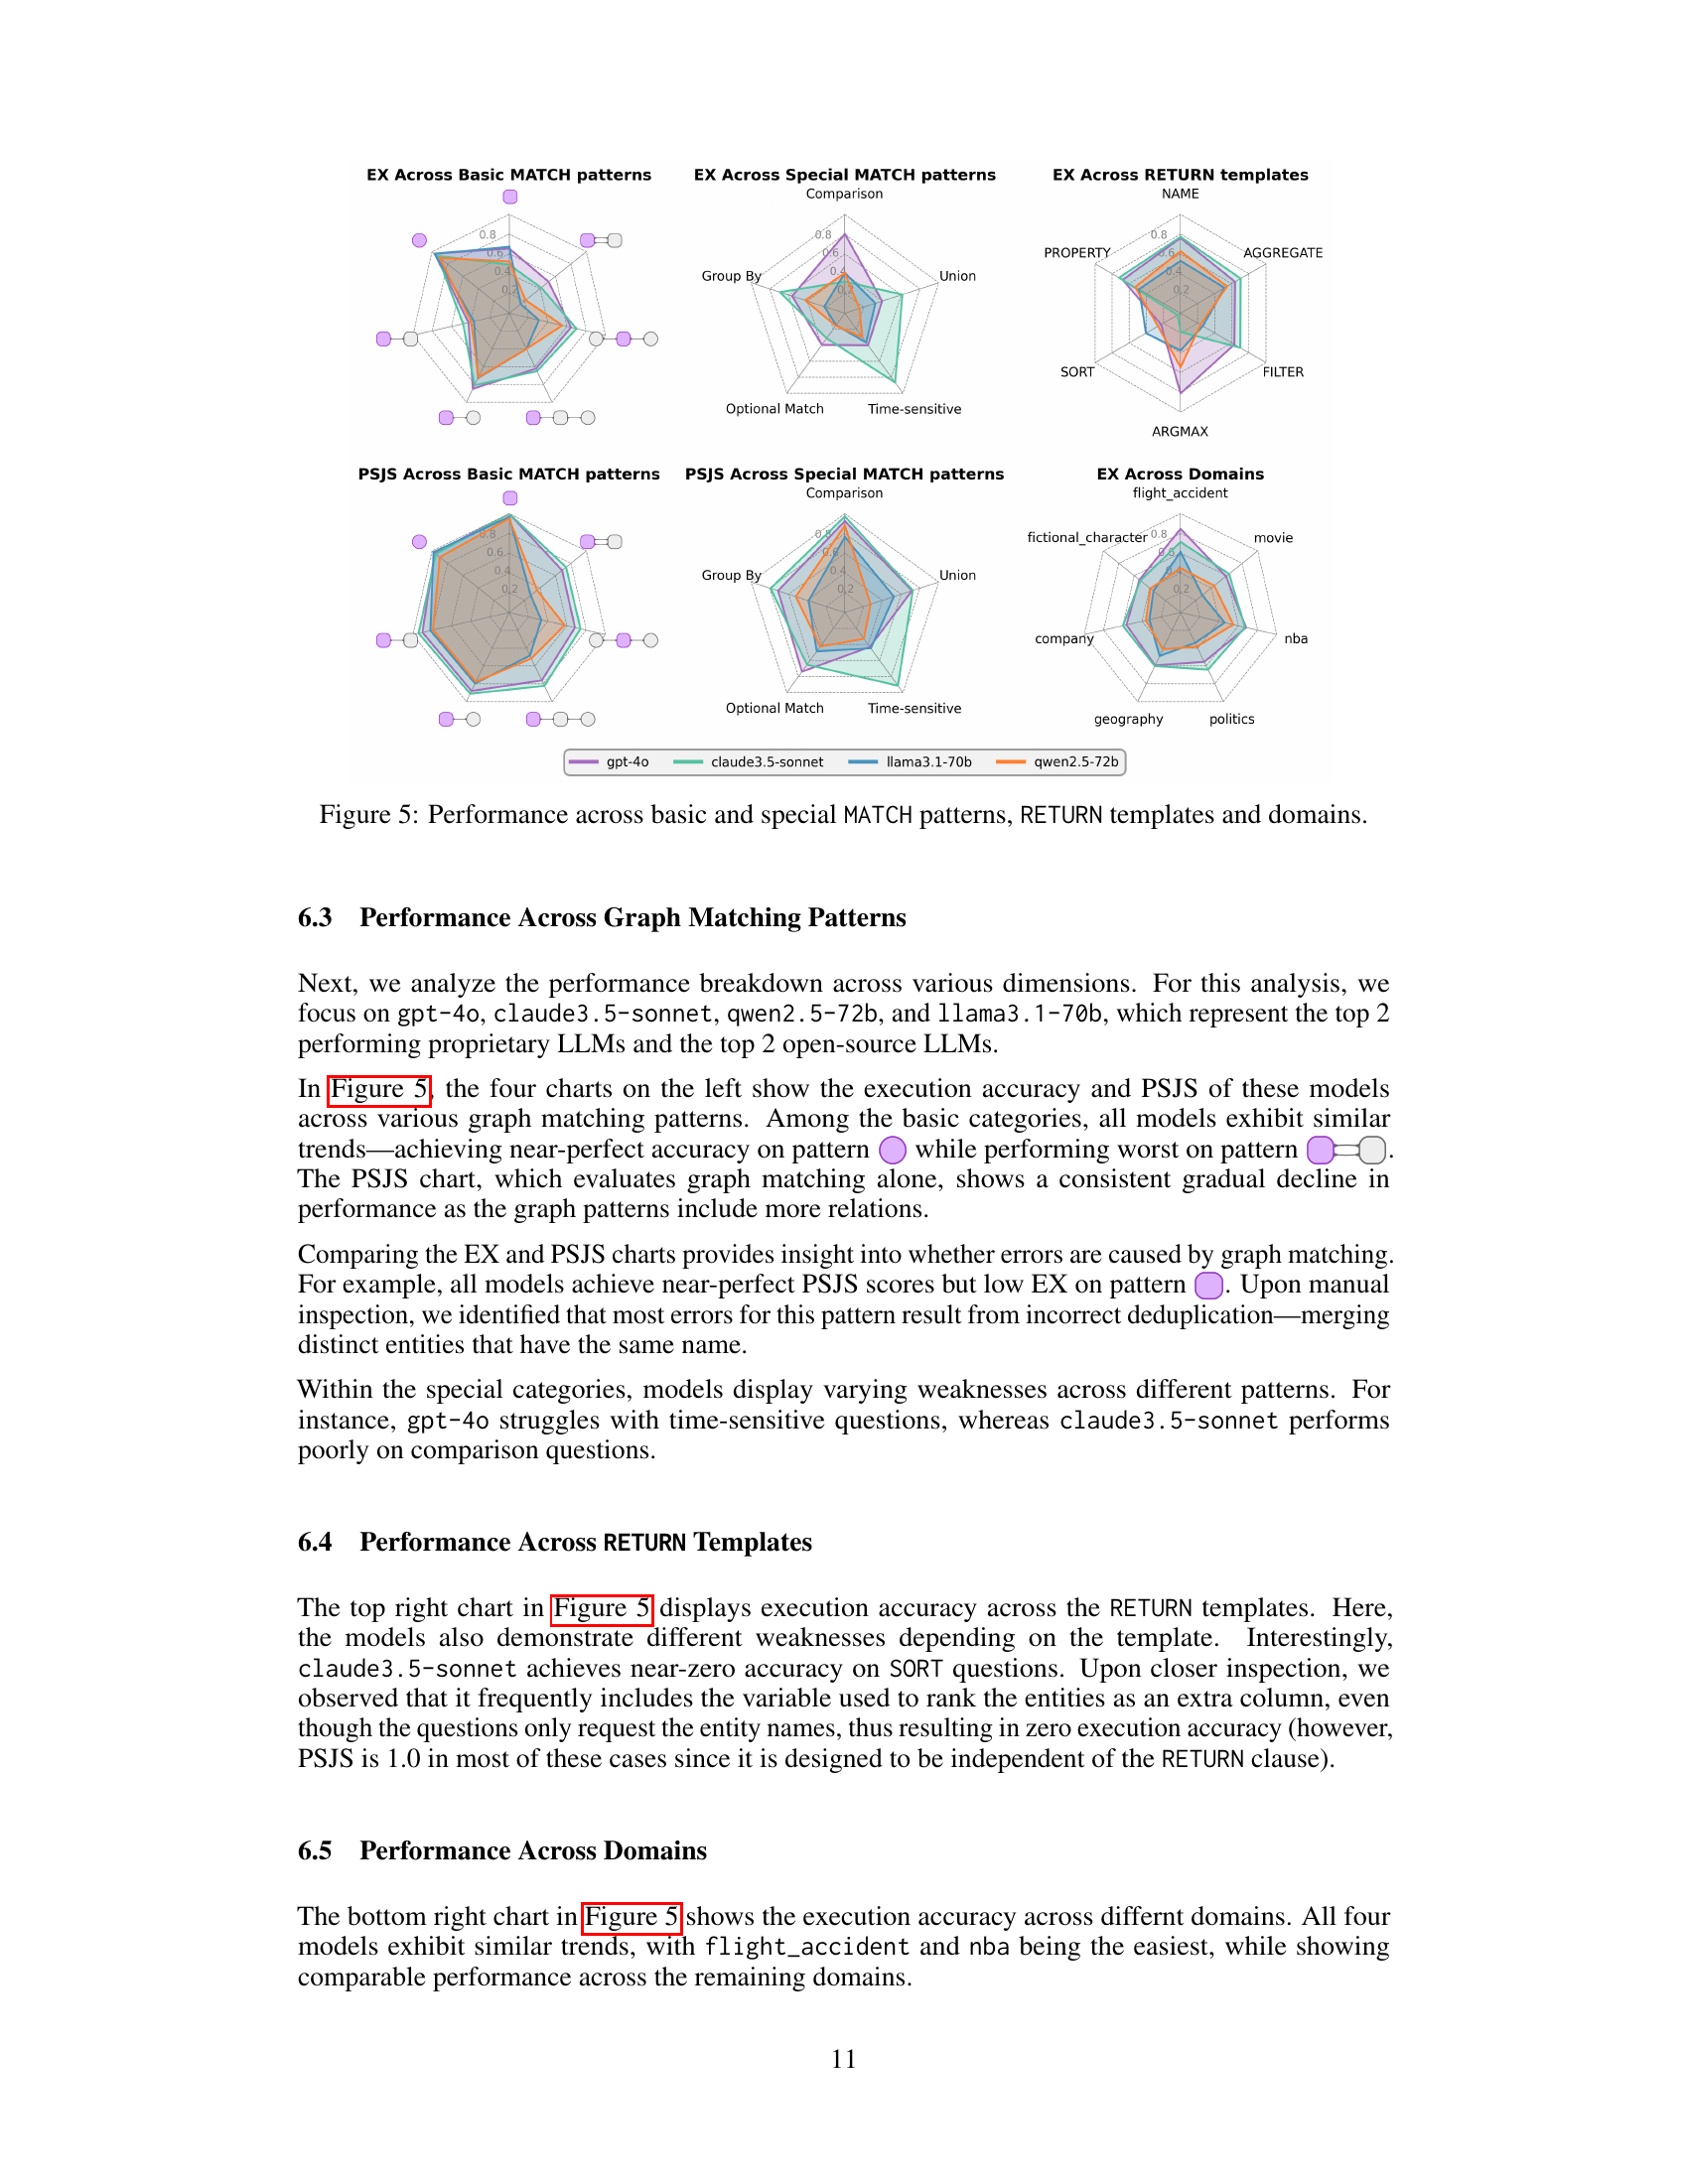 EX Across Basic MATCH patterns
0.8
0.6
0.4
0.2
EX Across Special MATCH patterns
Comparison
Group By
Union
Optional Match
Time-sensitive
0.8
0.6
0.4
0.2
EX Across RETURN templates
NAME
PROPERTY
AGGREGATE
SORT
FILTER
ARGMAX
0.8
0.6
0.4
0.2
PSJS Across Basic MATCH patterns
0.8
0.6
0.4
0.2
PSJS Across Special MATCH patterns
Comparison
Group By
Union
Optional Match
Time-sensitive
0.8
0.6
0.4
0.2
EX Across Domains
flight_accident
fictional_character
movie
company
nba
geography
politics
0.8
0.6
0.2
gpt-4o claude3.5-sonnet llama3.1-70b qwen2.5-72b
Figure 5: Performance across basic and special MATCH patterns, RETURN templates and domains.
6.3 Performance Across Graph Matching Patterns
Next, we analyze the performance breakdown across various dimensions. For this analysis, we
focus on gpt-4o, claude3.5-sonnet, qwen2.5-72b, and llama3.1-70b, which represent the top 2
performing proprietary LLMs and the top 2 open-source LLMs.
In Figure 5, the four charts on the left show the execution accuracy and PSJS of these models
across various graph matching patterns. Among the basic categories, all models exhibit similar
trends—achieving near-perfect accuracy on pattern while performing worst on pattern .
The PSJS chart, which evaluates graph matching alone, shows a consistent gradual decline in
performance as the graph patterns include more relations.
Comparing the EX and PSJS charts provides insight into whether errors are caused by graph matching.
For example, all models achieve near-perfect PSJS scores but low EX on pattern . Upon manual
inspection, we identified that most errors for this pattern result from incorrect deduplication—merging
distinct entities that have the same name.
Within the special categories, models display varying weaknesses across different patterns. For
instance, gpt-4o struggles with time-sensitive questions, whereas claude3.5-sonnet performs
poorly on comparison questions.
6.4 Performance Across RETURN Templates
The top right chart in Figure 5 displays execution accuracy across the RETURN templates. Here,
the models also demonstrate different weaknesses depending on the template. Interestingly,
claude3.5-sonnet achieves near-zero accuracy on SORT questions. Upon closer inspection, we
observed that it frequently includes the variable used to rank the entities as an extra column, even
though the questions only request the entity names, thus resulting in zero execution accuracy (however,
PSJS is 1.0 in most of these cases since it is designed to be independent of the RETURN clause).
6.5 Performance Across Domains
The bottom right chart in Figure 5 shows the execution accuracy across differnt domains. All four
models exhibit similar trends, with flight_accident and nba being the easiest, while showing
comparable performance across the remaining domains.
11